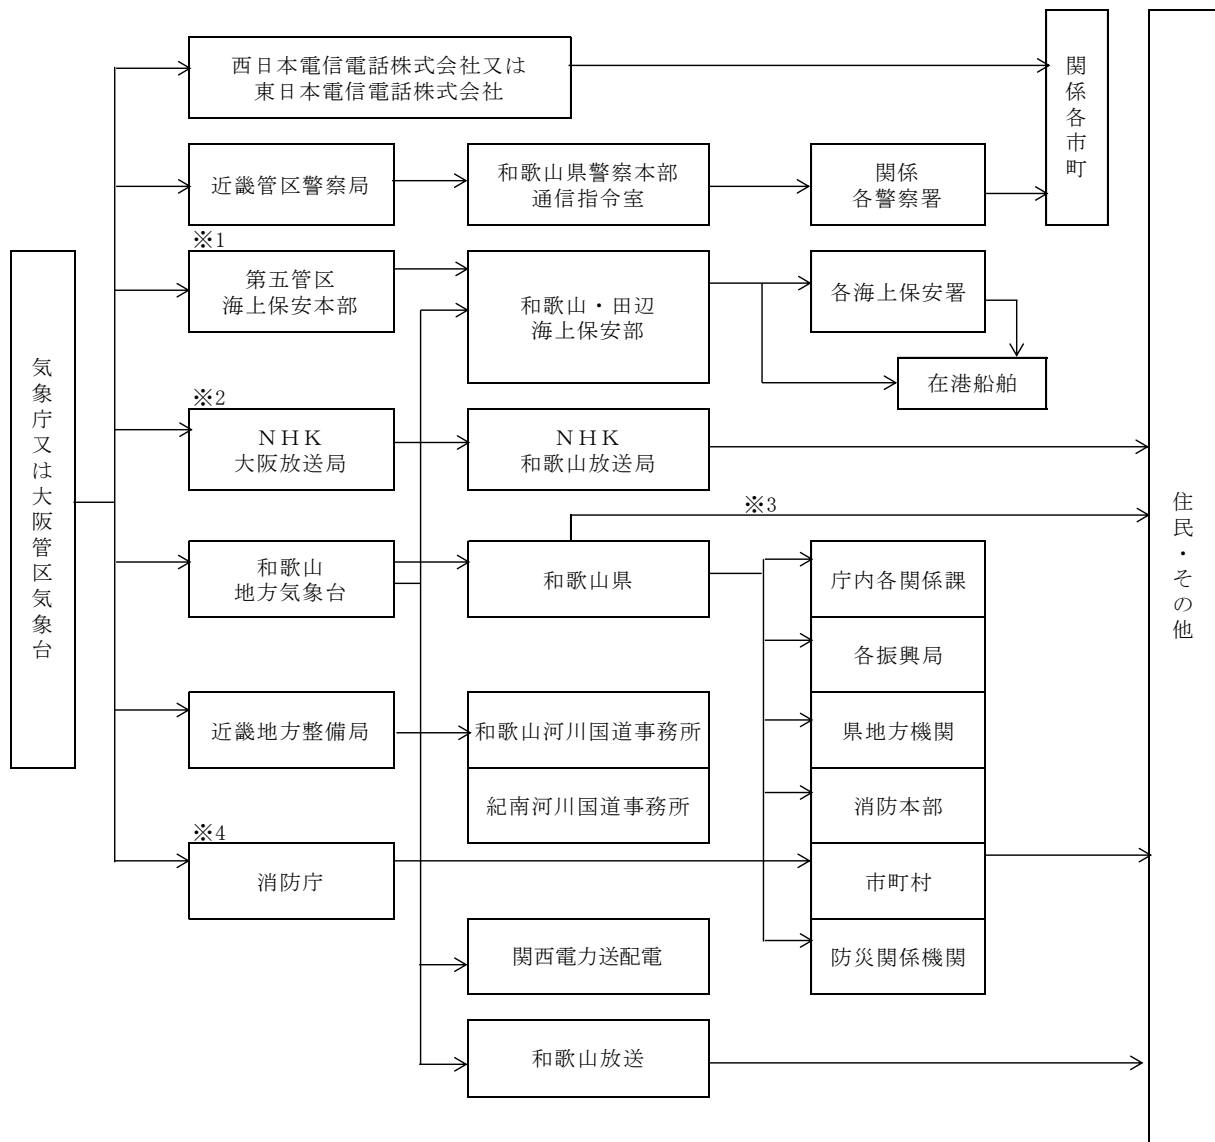 西日本電信電話株式会社又は
東日本電信電話株式会社
関係各市町
近畿管区警察局
和歌山県警察本部
通信指令室
関係
各警察署
※1
第五管区
海上保安本部
和歌山・田辺
海上保安部
各海上保安署
在港船舶
気象庁又は大阪管区気象台
※2
NHK
大阪放送局
NHK
和歌山放送局
※3
住民・その他
和歌山
地方気象台
和歌山県
庁内各関係課
各振興局
近畿地方整備局
和歌山河川国道事務所
県地方機関
紀南河川国道事務所
消防本部
※4
消防庁
市町村
関西電力送配電
防災関係機関
和歌山放送